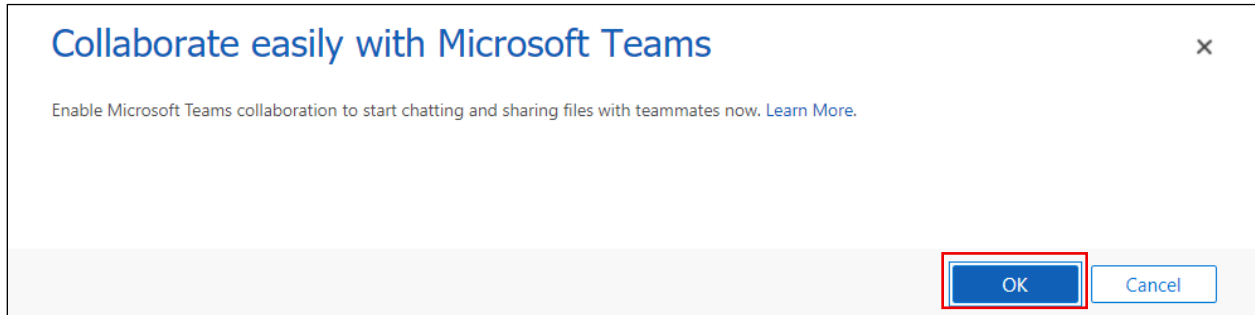 Collaborate easily with Microsoft Teams
Enable Microsoft Teams collaboration to start chatting and sharing files with teammates now. Learn More.
OK
Cancel